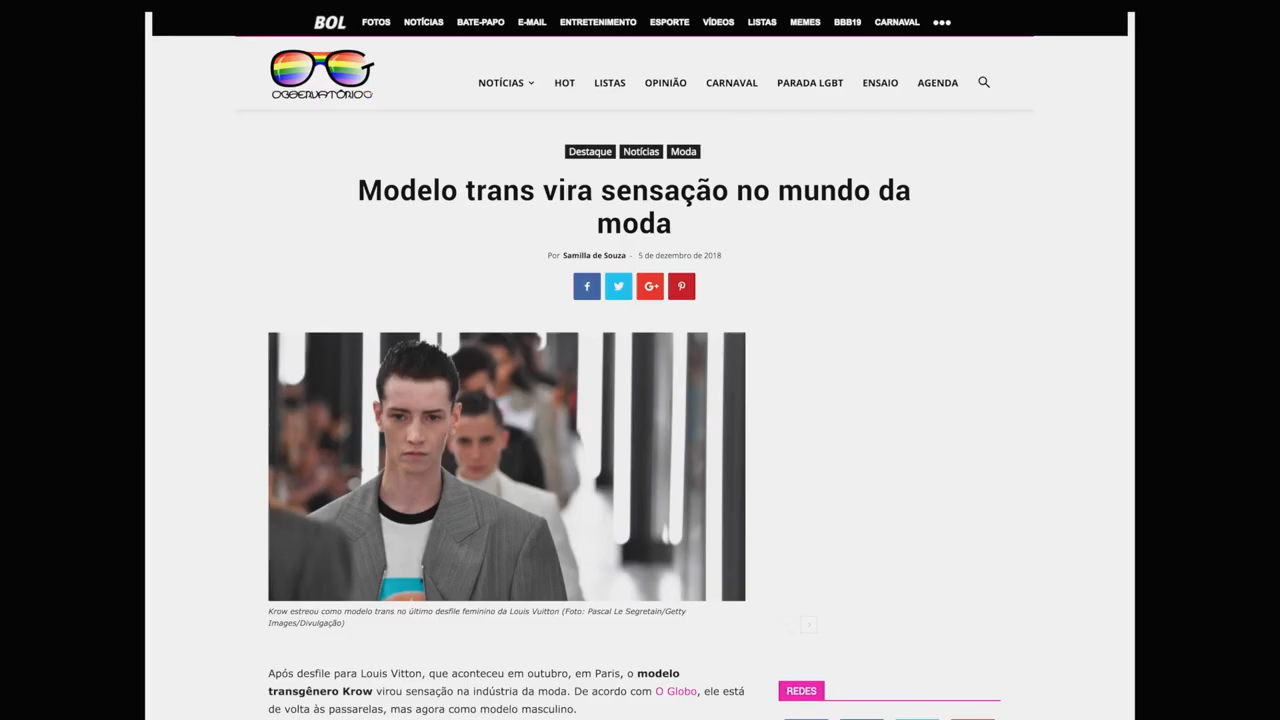 BOL FOTOS NOTÍCIAS BATE-PAPO E-MAIL ENTRETENIMENTO ESPORTE VÍDEOS LISTAS MEMES BBB19 CARNAVAL
OBSERVATÓRIO
NOTÍCIAS HOT LISTAS OPINIÃO CARNAVAL PARADA LGBT ENSAIO AGENDA
Destaque Notícias Moda
Modelo trans vira sensação no mundo da
moda
Por Samilla de Souza - 5 de dezembro de 2018
Krow estreou como modelo trans no último desfile feminino da Louis Vuitton (Foto: Pascal Le Segretain/Getty
Images/Divulgação)
Após desfile para Louis Vitton, que aconteceu em outubro, em Paris, o modelo
transgênero Krow virou sensação na indústria da moda. De acordo com O Globo, ele está
de volta às passarelas, mas agora como modelo masculino.
REDES